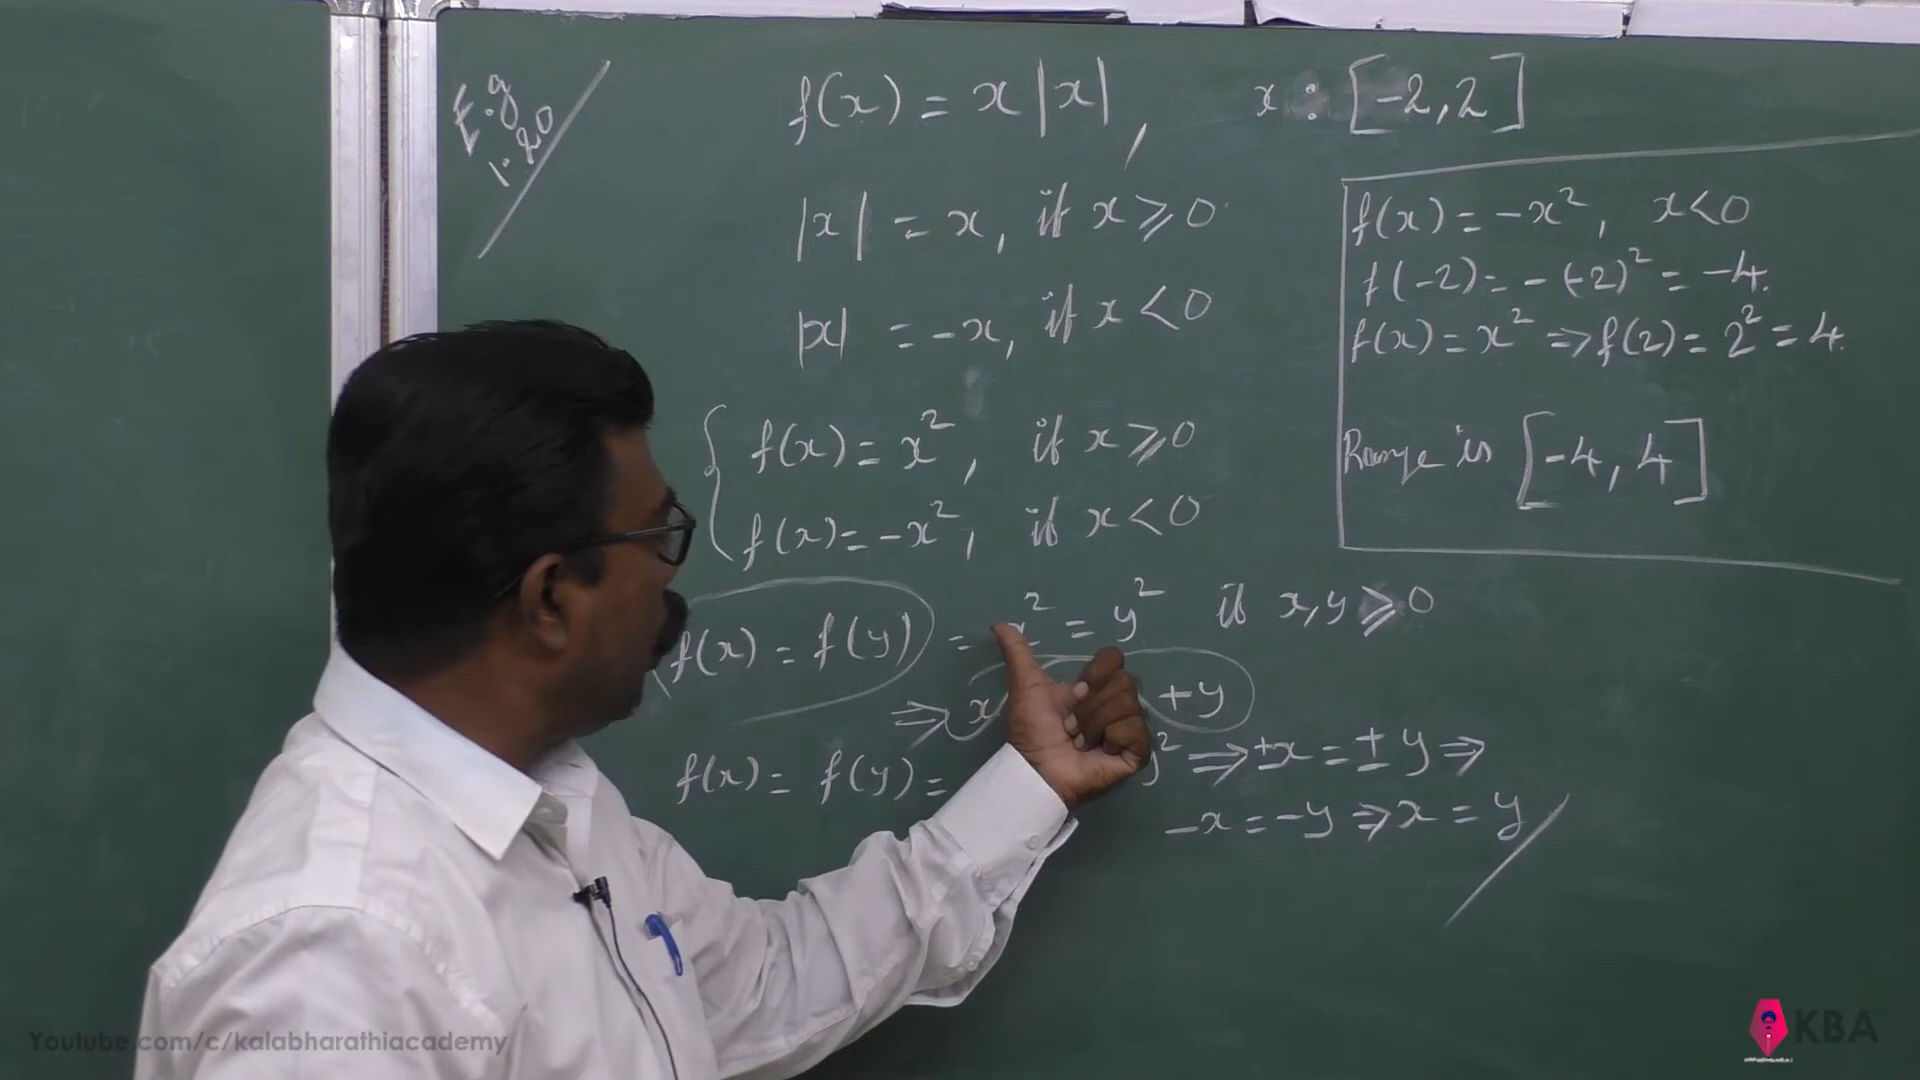 E.g 1.20
f(x) = x|x|, x : [-2,2]
|x| = x, if x ⩾ 0
|x| = -x, if x < 0
f(x) = x², if x ⩾ 0
f(x) = -x², if x < 0
f(x) = f(y) = x² = y² if x,y ⩾ 0
⇒ x +y
f(x) = f(y) = y² ⇒ ±x = ±y ⇒
-x = -y ⇒ x = y
f(x) = -x², x<0
f(-2) = -(-2)² = -4.
f(x) = x² ⇒ f(2) = 2² = 4.
Range is [-4, 4]
Youtube.com/c/kalabharathiacademy
KBA